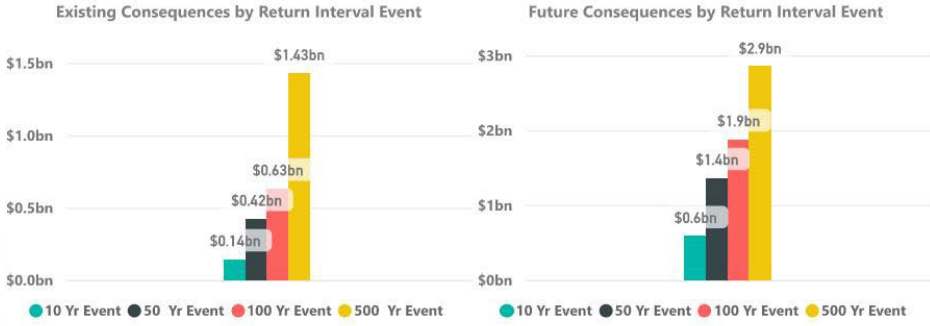 Existing Consequences by Return Interval Event
$1.5bn
$1.0bn
$0.5bn
$0.0bn
$1.43bn
$0.63bn
$0.42bn
$0.14bn
10 Yr Event 50 Yr Event 100 Yr Event 500 Yr Event
Future Consequences by Return Interval Event
$3bn
$2bn
$1bn
$0bn
$2.9bn
$1.9bn
$1.4bn
$0.6bn
10 Yr Event 50 Yr Event 100 Yr Event 500 Yr Event